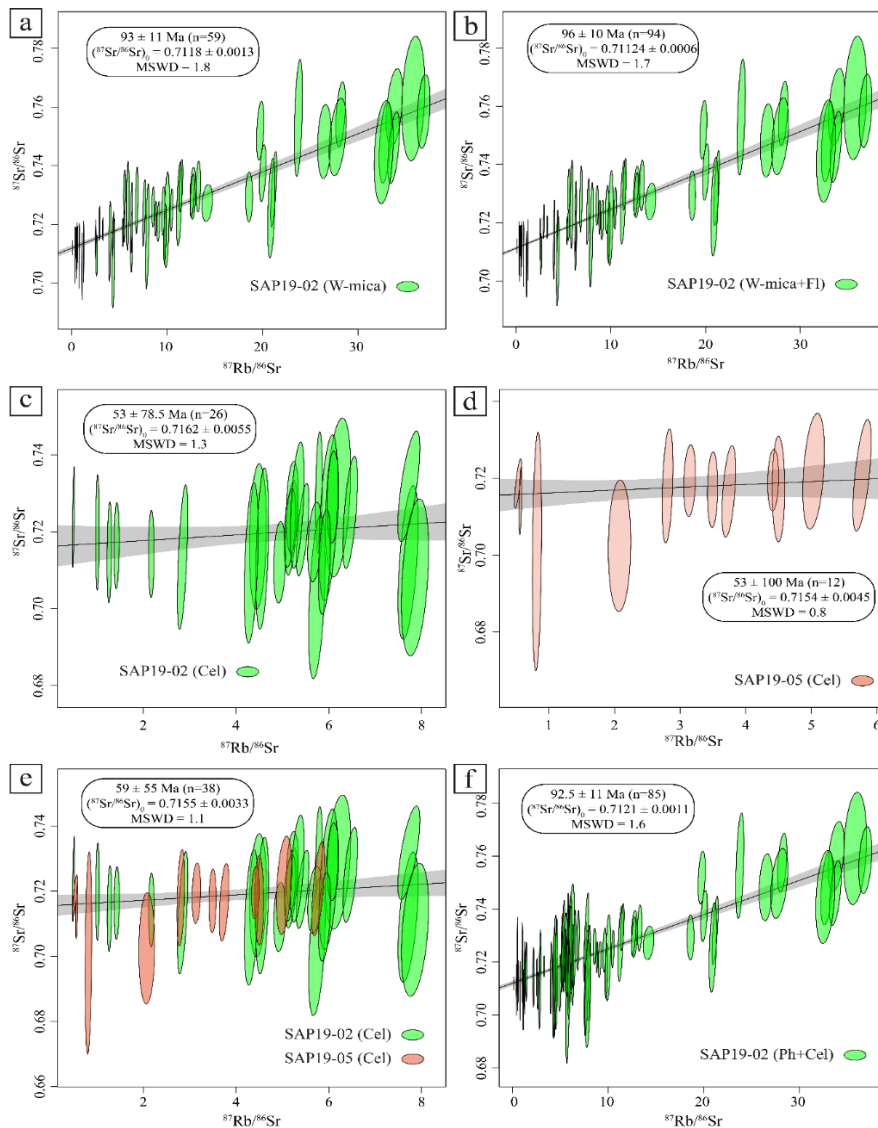 a
93 ± 11 Ma (n=59)
(⁸⁷Sr/⁸⁶Sr)₀ = 0.7118 ± 0.0013
MSWD = 1.8
⁸⁷Sr/⁸⁶Sr
0.78
0.76
0.74
0.72
0.70
SAP19-02 (W-mica)
0 10 20 30
⁸⁷Rb/⁸⁶Sr
b
96 ± 10 Ma (n=94)
(⁸⁷Sr/⁸⁶Sr)₀ = 0.71124 ± 0.0006
MSWD = 1.7
⁸⁷Sr/⁸⁶Sr
0.78
0.76
0.74
0.72
0.70
SAP19-02 (W-mica+Fl)
0 10 20 30
⁸⁷Rb/⁸⁶Sr
c
53 ± 78.5 Ma (n=26)
(⁸⁷Sr/⁸⁶Sr)₀ = 0.7162 ± 0.0055
MSWD = 1.3
⁸⁷Sr/⁸⁶Sr
0.74
0.72
0.70
0.68
SAP19-02 (Cel)
2 4 6 8
⁸⁷Rb/⁸⁶Sr
d
⁸⁷Sr/⁸⁶Sr
0.72
0.70
0.68
53 ± 100 Ma (n=12)
(⁸⁷Sr/⁸⁶Sr)₀ = 0.7154 ± 0.0045
MSWD = 0.8
SAP19-05 (Cel)
1 2 3 4 5 6
⁸⁷Rb/⁸⁶Sr
e
59 ± 55 Ma (n=38)
(⁸⁷Sr/⁸⁶Sr)₀ = 0.7155 ± 0.0033
MSWD = 1.1
⁸⁷Sr/⁸⁶Sr
0.74
0.72
0.70
0.68
0.66
SAP19-02 (Cel)
SAP19-05 (Cel)
2 4 6 8
⁸⁷Rb/⁸⁶Sr
f
92.5 ± 11 Ma (n=85)
(⁸⁷Sr/⁸⁶Sr)₀ = 0.7121 ± 0.0011
MSWD = 1.6
⁸⁷Sr/⁸⁶Sr
0.78
0.76
0.74
0.72
0.70
0.68
SAP19-02 (Ph+Cel)
0 10 20 30
⁸⁷Rb/⁸⁶Sr